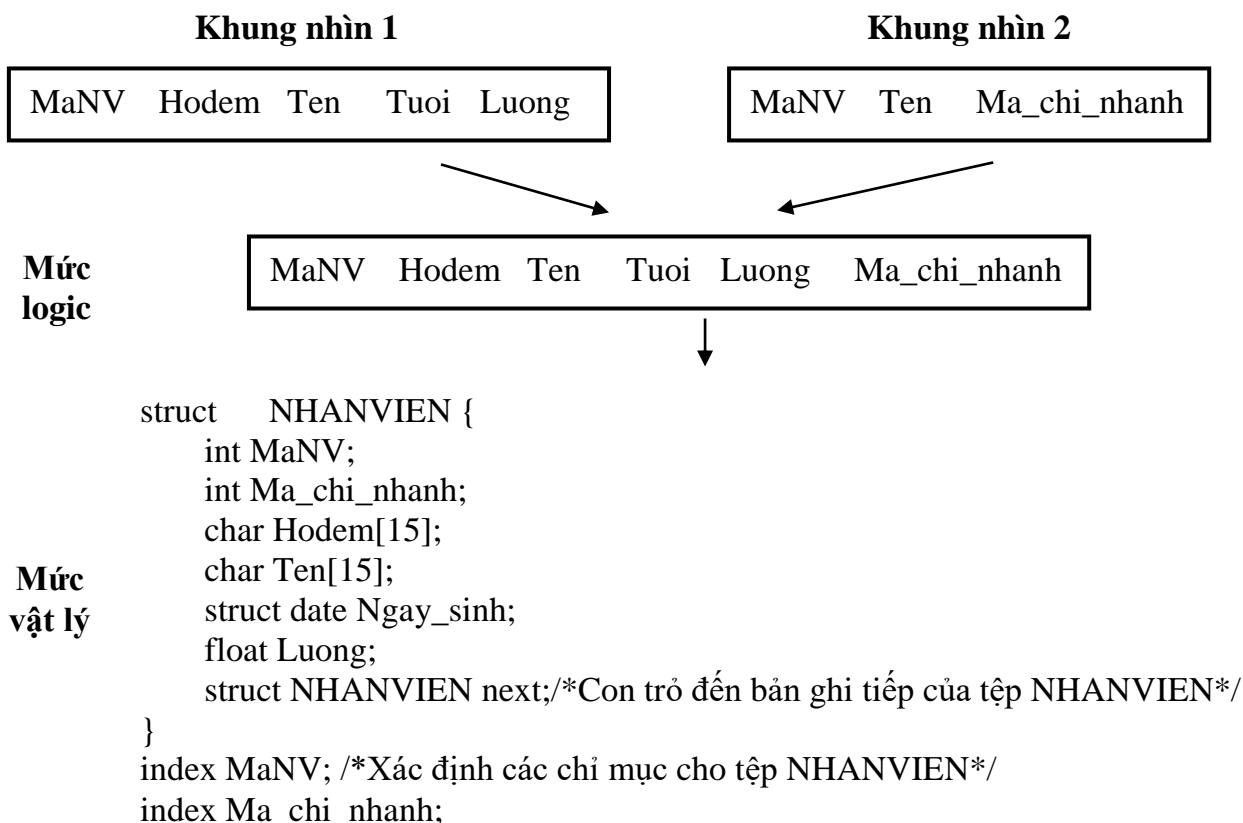 Khung nhìn 1 Khung nhìn 2
MaNV Hodem Ten Tuoi Luong MaNV Ten Ma_chi_nhanh
Mức
logic
MaNV Hodem Ten Tuoi Luong Ma_chi_nhanh
Mức
vật lý
struct NHANVIEN {
int MaNV;
int Ma_chi_nhanh;
char Hodem[15];
char Ten[15];
struct date Ngay_sinh;
float Luong;
struct NHANVIEN next;/*Con trỏ đến bản ghi tiếp của tệp NHANVIEN*/
}
index MaNV; /*Xác định các chỉ mục cho tệp NHANVIEN*/
index Ma_chi_nhanh;